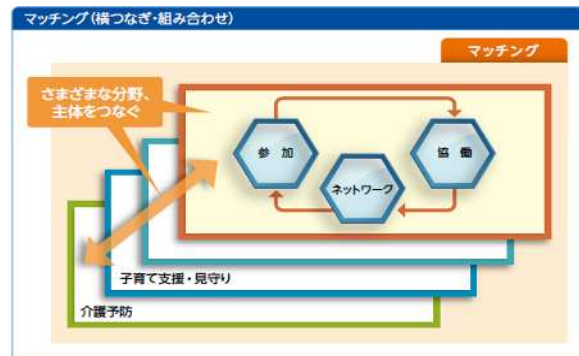 マッチング(横つなぎ・組み合わせ)
マッチング
さまざまな分野、
主体をつなぐ
参 加
協 働
ネットワーク
子育て支援・見守り
介護予防